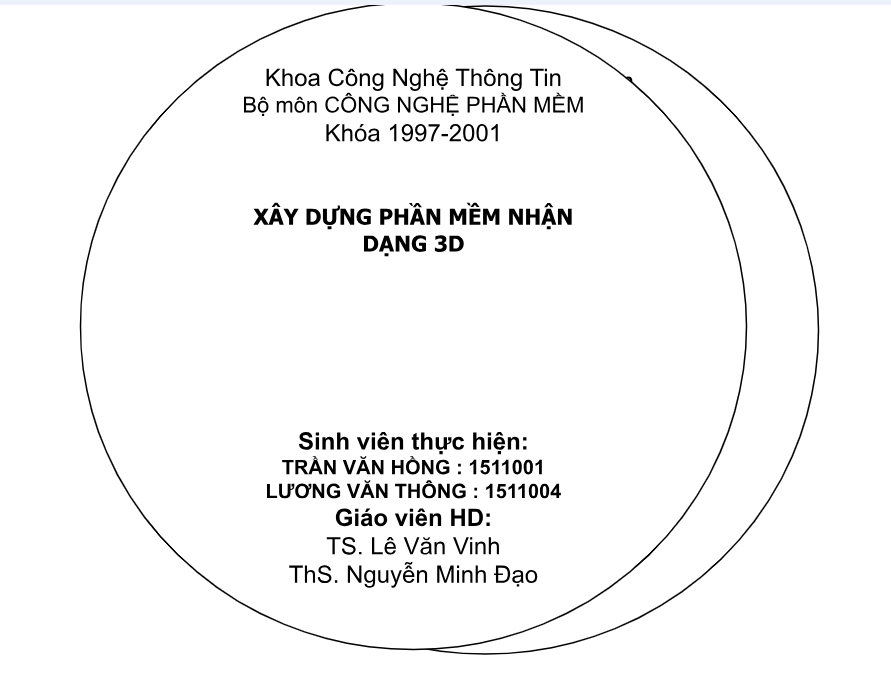 Khoa Công Nghệ Thông Tin
Bộ môn CÔNG NGHỆ PHẦN MỀM
Khóa 1997-2001
XÂY DỰNG PHẦN MỀM NHẬN
DẠNG 3D
Sinh viên thực hiện:
TRẦN VĂN HỒNG : 1511001
LƯƠNG VĂN THÔNG : 1511004
Giáo viên HD:
TS. Lê Văn Vinh
ThS. Nguyễn Minh Đạo